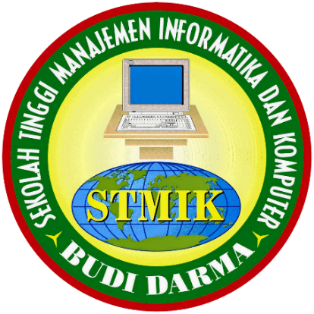 SEKOLAH TINGGI MANAJEMEN INFORMATIKA DAN KOMPUTER
STMIK
BUDI DARMA